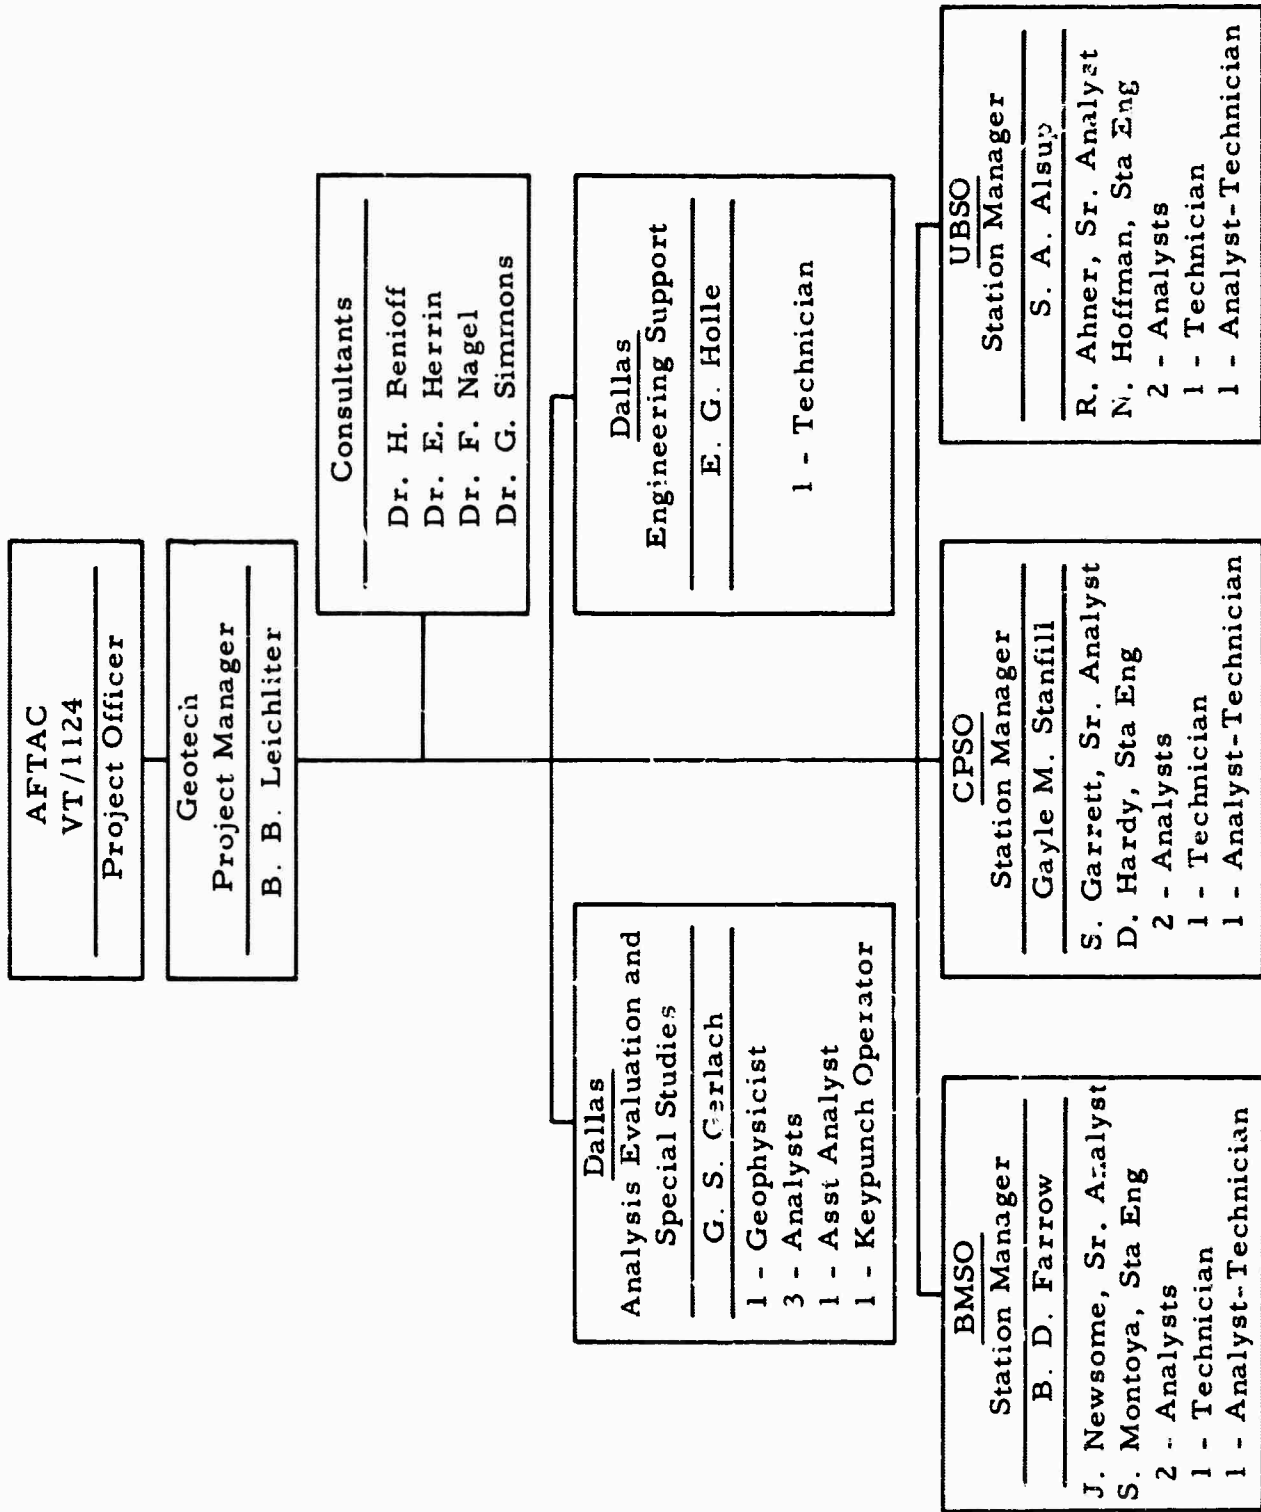 AFTAC
VT/1124
Project Officer
Geotech
Project Manager
B. B. Leichliter
Consultants
Dr. H. Benioff
Dr. E. Herrin
Dr. F. Nagel
Dr. G. Simmons
Dallas
Analysis Evaluation and
Special Studies
G. S. Gerlach
1 - Geophysicist
3 - Analysts
1 - Asst Analyst
1 - Keypunch Operator
Dallas
Engineering Support
E. G. Holle
1 - Technician
BMSO
Station Manager
B. D. Farrow
J. Newsome, Sr. Analyst
S. Montoya, Sta Eng
2 - Analysts
1 - Technician
1 - Analyst-Technician
CPSO
Station Manager
Gayle M. Stanfill
S. Garrett, Sr. Analyst
D. Hardy, Sta Eng
2 - Analysts
1 - Technician
1 - Analyst-Technician
UBSO
Station Manager
S. A. Alsup
R. Ahner, Sr. Analyst
N. Hoffman, Sta Eng
2 - Analysts
1 - Technician
1 - Analyst-Technician